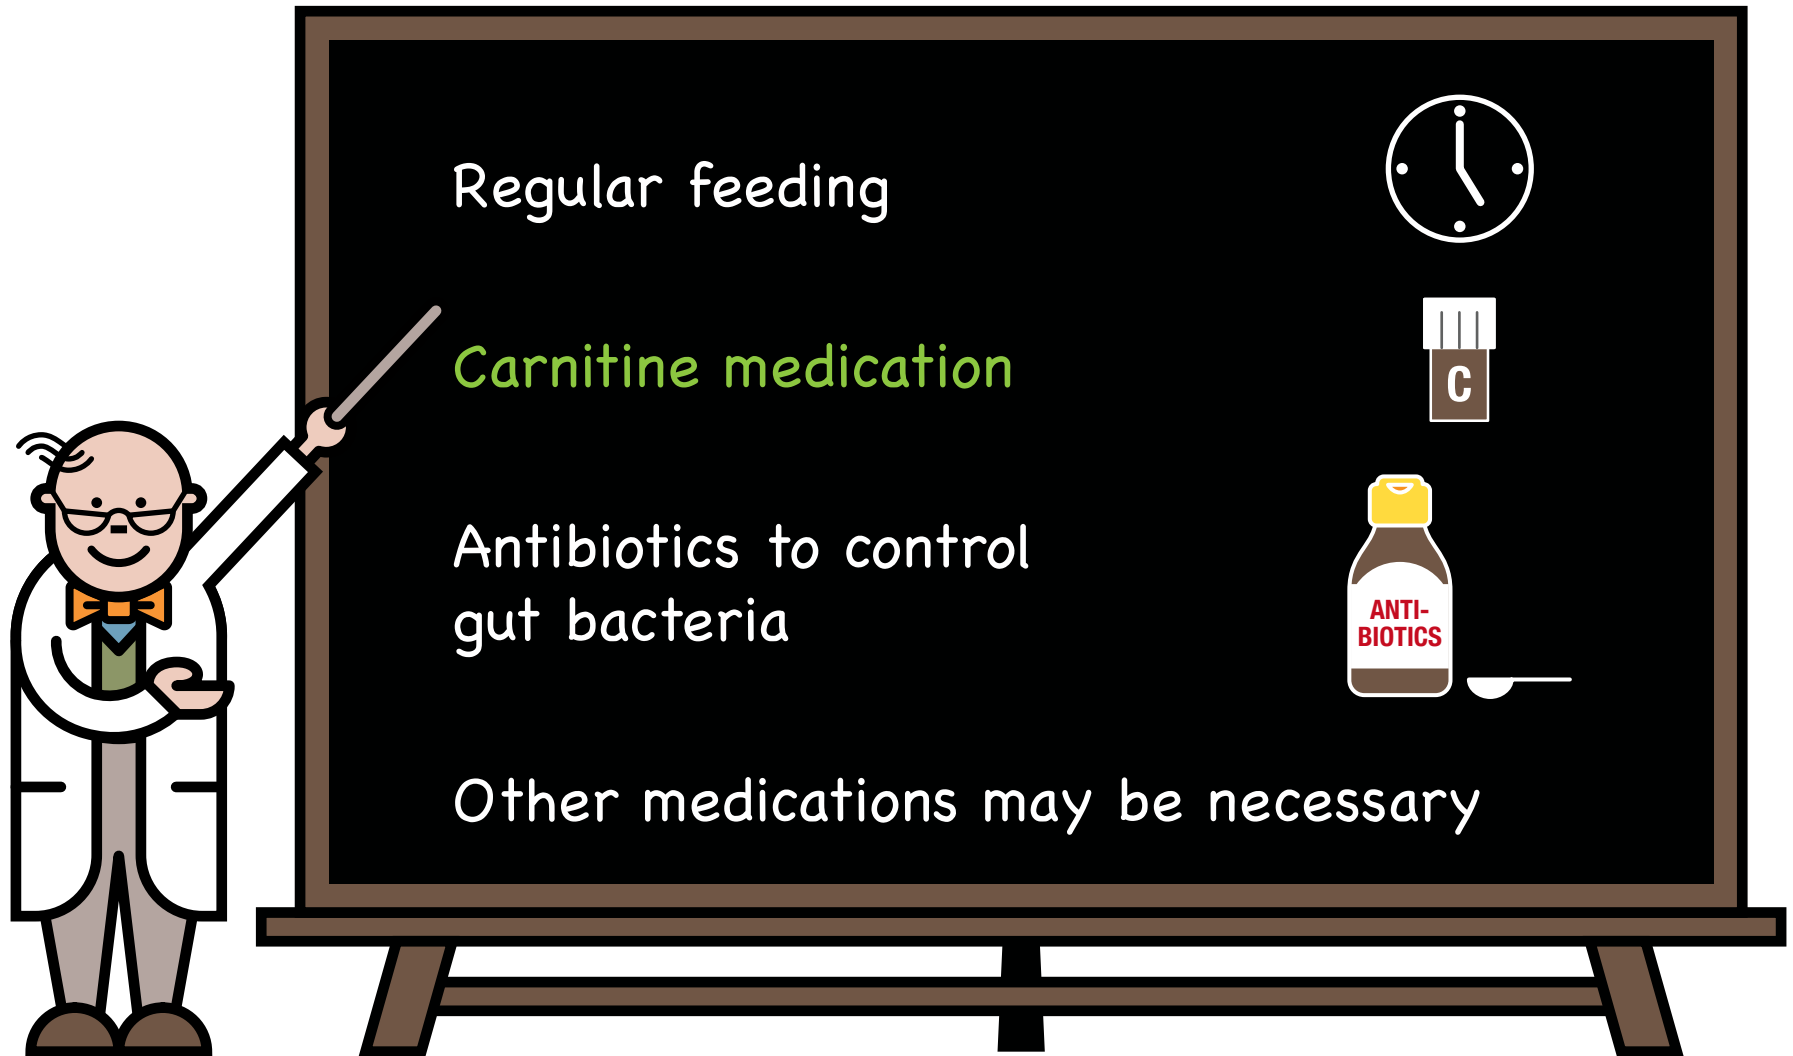 Regular feeding
Carnitine medication
C
Antibiotics to control
gut bacteria
ANTI-
BIOTICS
Other medications may be necessary